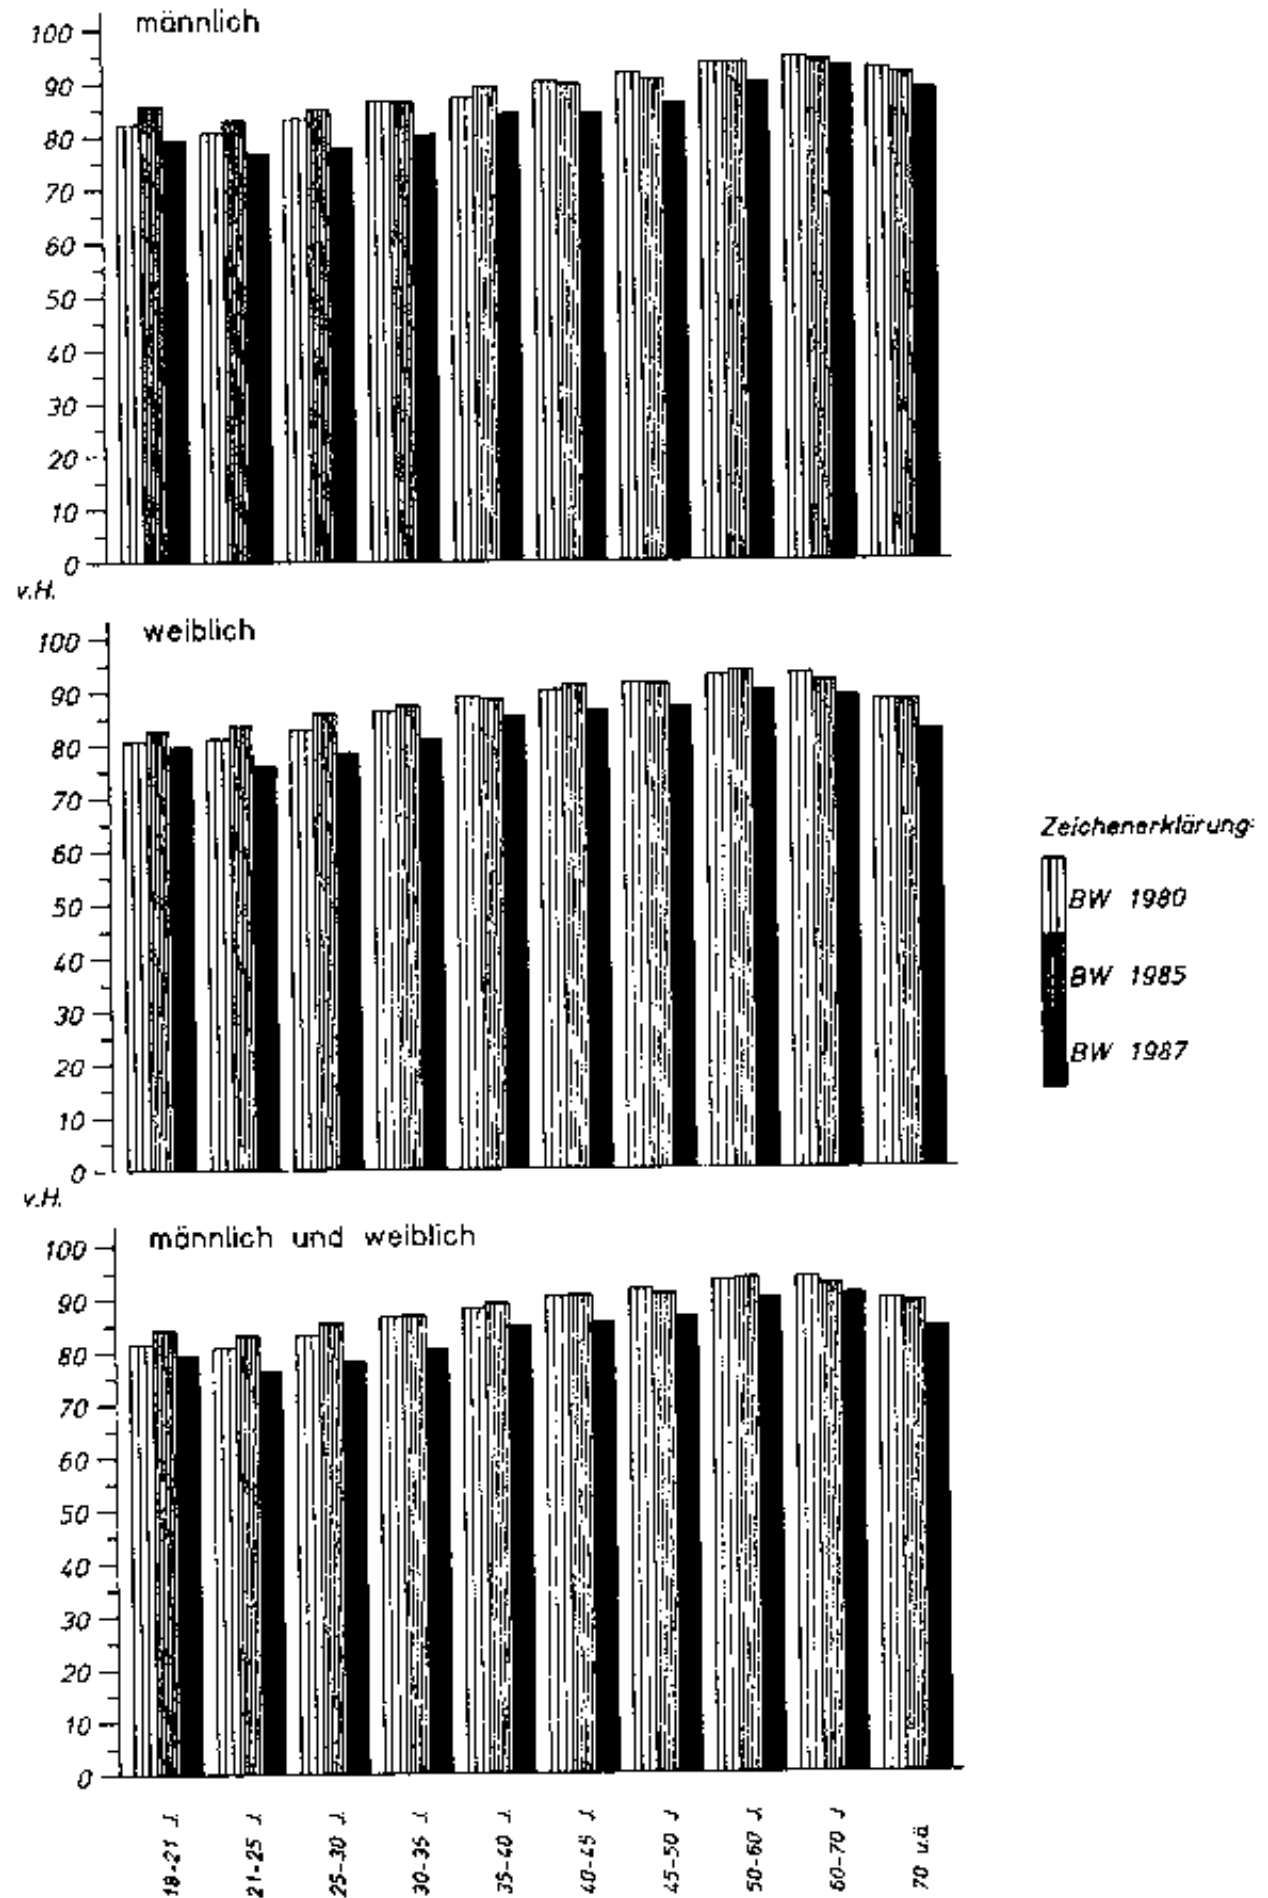 männlich
100
90
80
70
60
50
40
30
20
10
0
v.H.
weiblich
100
90
80
70
60
50
40
30
20
10
0
v.H.
männlich und weiblich
100
90
80
70
60
50
40
30
20
10
0
18-21 J.
21-25 J.
25-30 J.
30-35 J.
35-40 J.
40-45 J.
45-50 J
50-60 J.
60-70 J
70 u.ä
Zeichenerklärung:
BW 1980
BW 1985
BW 1987